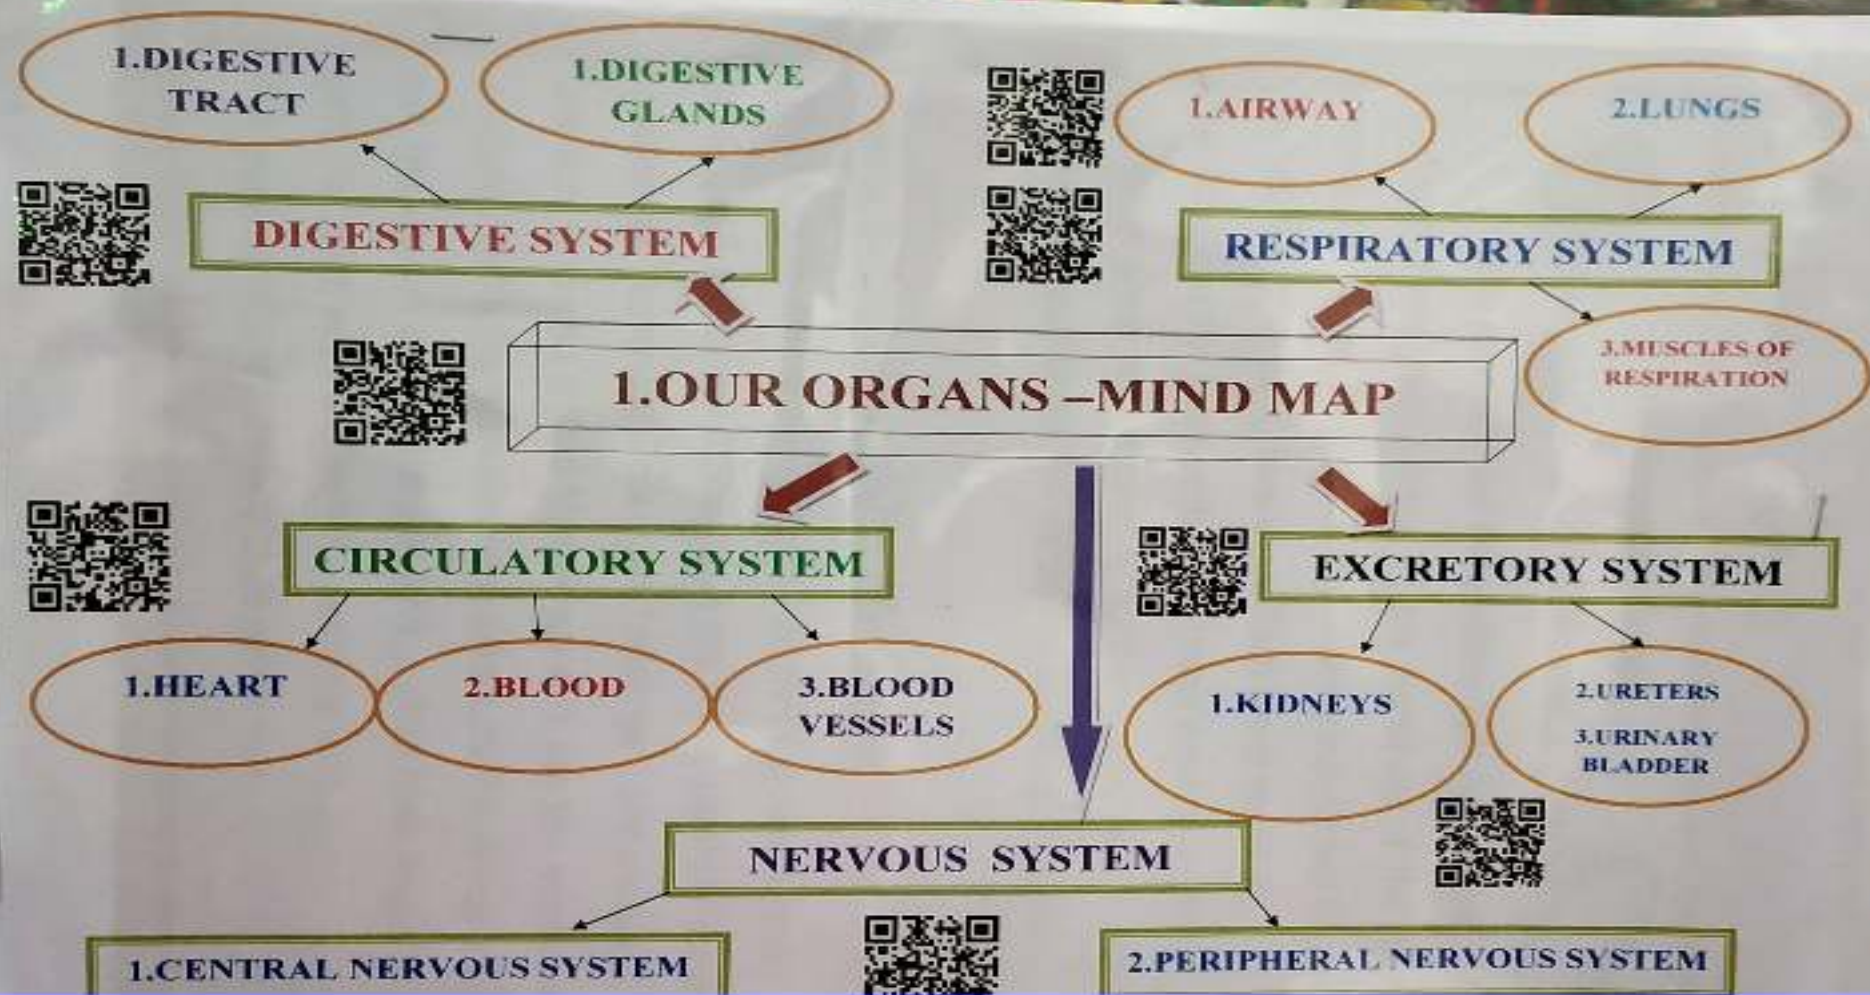 1.DIGESTIVE
TRACT
1.DIGESTIVE
GLANDS
DIGESTIVE SYSTEM
1.AIRWAY
2.LUNGS
RESPIRATORY SYSTEM
3.MUSCLES OF
RESPIRATION
1.OUR ORGANS –MIND MAP
CIRCULATORY SYSTEM
1.HEART
2.BLOOD
3.BLOOD
VESSELS
EXCRETORY SYSTEM
1.KIDNEYS
2.URETERS
3.URINARY
BLADDER
NERVOUS SYSTEM
1.CENTRAL NERVOUS SYSTEM
2.PERIPHERAL NERVOUS SYSTEM